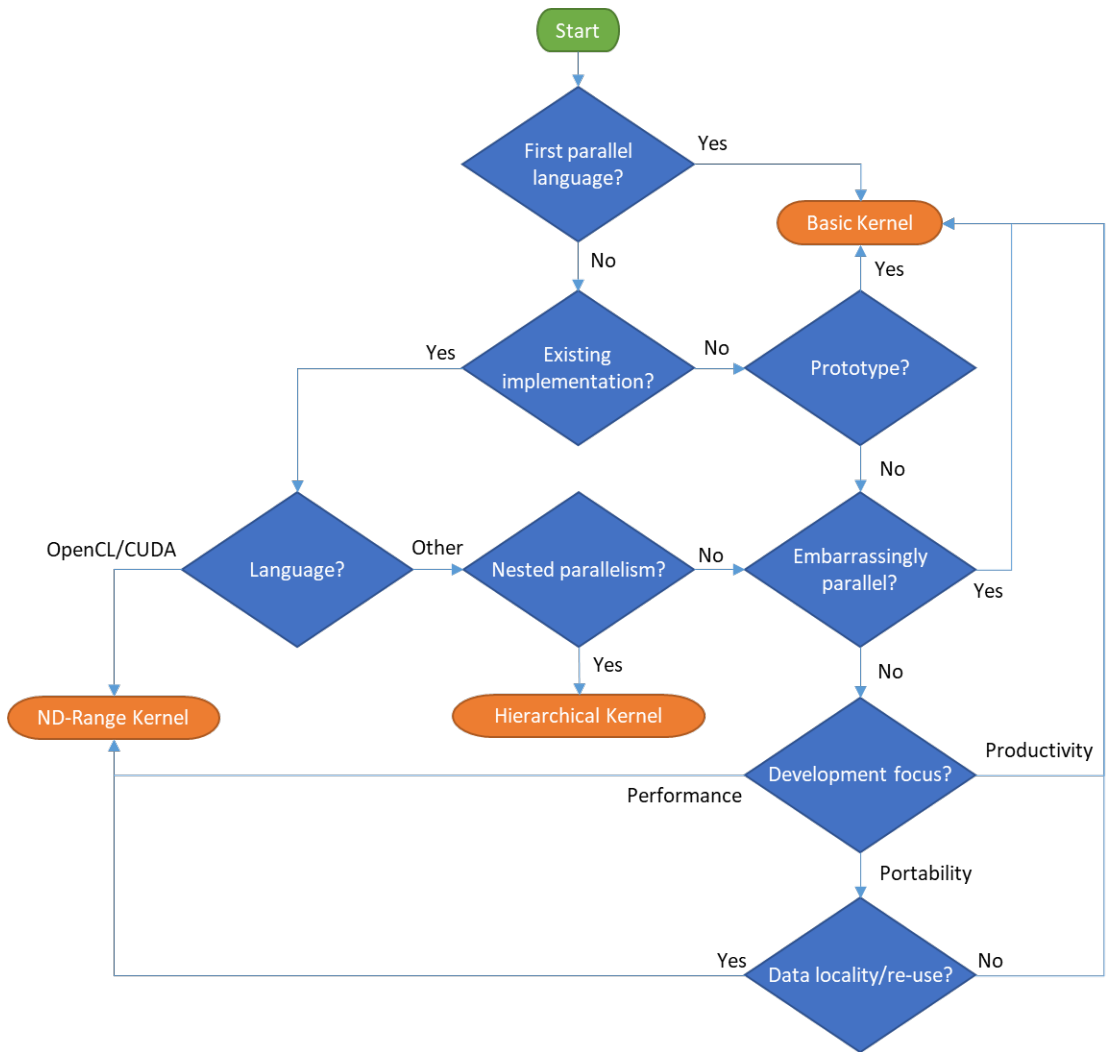 Start
First parallel
language?
Yes
Basic Kernel
No
Yes
Existing
implementation?
Yes
No
Prototype?
No
OpenCL/CUDA
Language?
Other
Nested parallelism?
No
Embarrassingly
parallel?
Yes
Yes
No
ND-Range Kernel
Hierarchical Kernel
Development focus?
Productivity
Performance
Portability
Yes
Data locality/re-use?
No